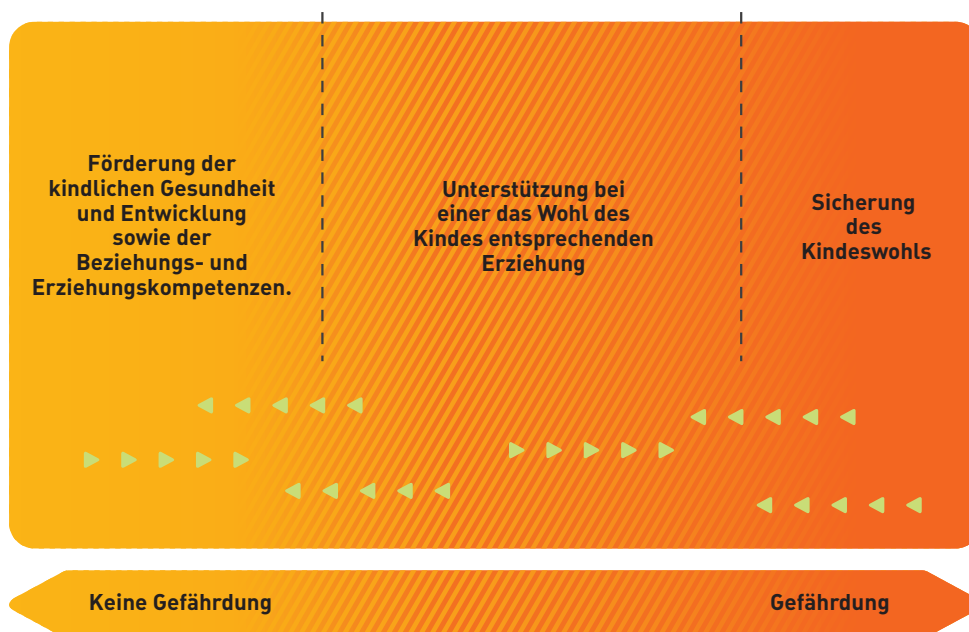 Förderung der
kindlichen Gesundheit
und Entwicklung
sowie der
Beziehungs- und
Erziehungskompetenzen.
Unterstützung bei
einer das Wohl des
Kindes entsprechenden
Erziehung
Sicherung
des
Kindeswohls
Keine Gefährdung
Gefährdung